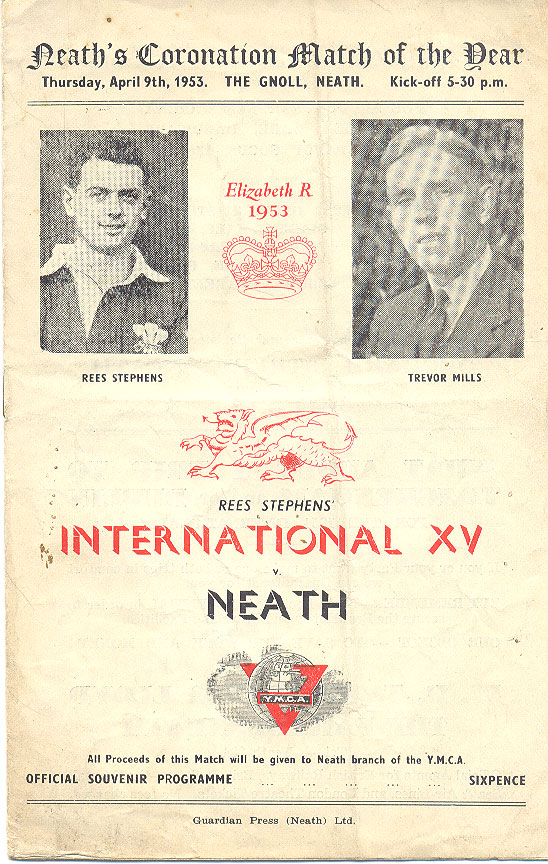 Neath's Coronation Match of the Year
Thursday, April 9th, 1953. THE GNOLL, NEATH. Kick-off 5-30 p.m.
Elizabeth R
1953
REES STEPHENS
TREVOR MILLS
REES STEPHENS'
INTERNATIONAL XV
v.
NEATH
Y.M.C.A.
All Proceeds of this Match will be given to Neath branch of the Y.M.C.A.
OFFICIAL SOUVENIR PROGRAMME ... ... ... ... SIXPENCE
Guardian Press (Neath) Ltd.